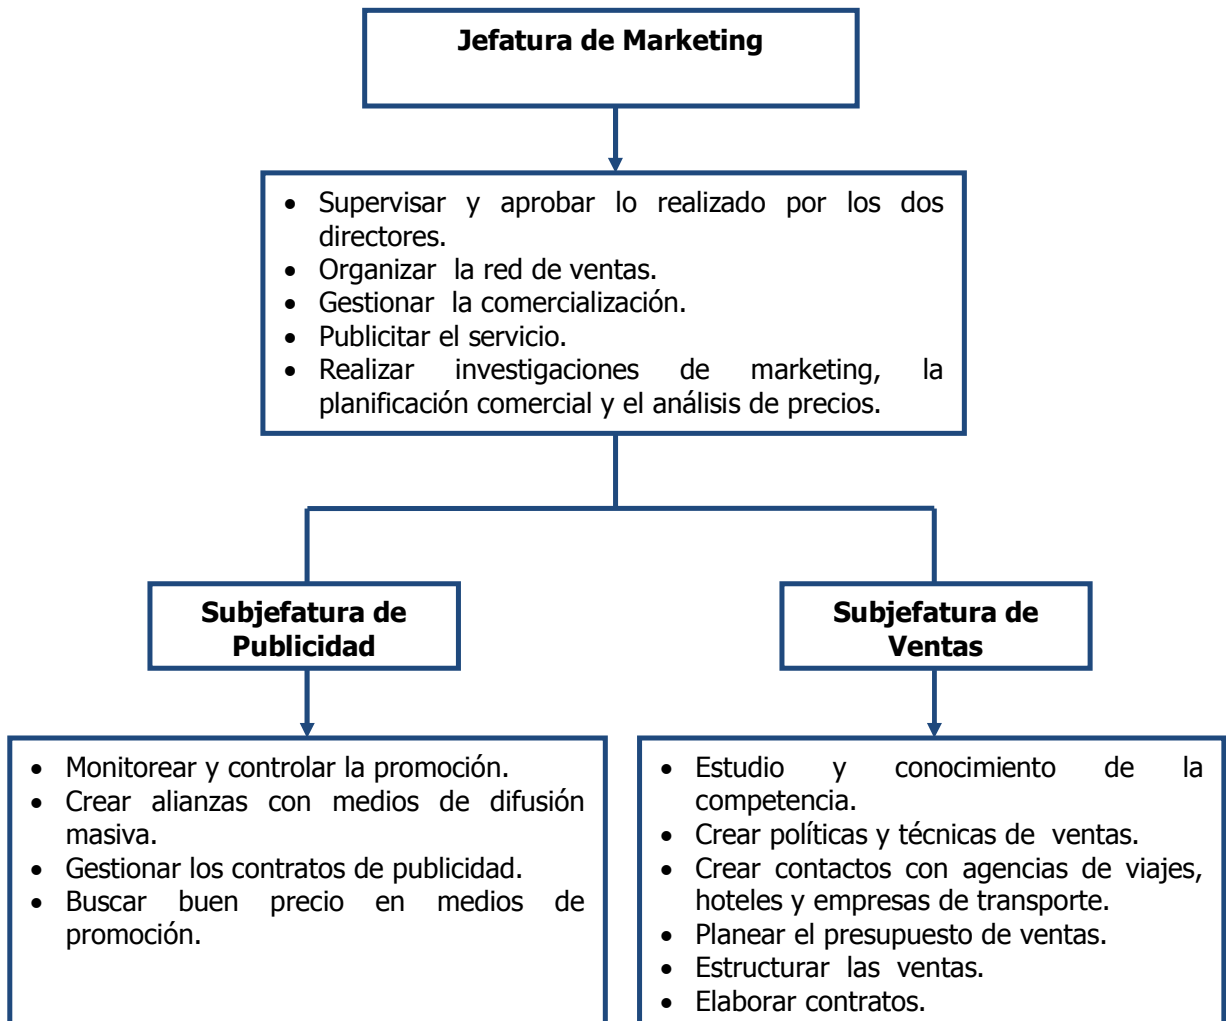 Jefatura de Marketing
• Supervisar y aprobar lo realizado por los dos
directores.
• Organizar la red de ventas.
• Gestionar la comercialización.
• Publicitar el servicio.
• Realizar investigaciones de marketing, la
planificación comercial y el análisis de precios.
Subjefatura de
Publicidad
• Monitorear y controlar la promoción.
• Crear alianzas con medios de difusión
masiva.
• Gestionar los contratos de publicidad.
• Buscar buen precio en medios de
promoción.
Subjefatura de
Ventas
• Estudio y conocimiento de la
competencia.
• Crear políticas y técnicas de ventas.
• Crear contactos con agencias de viajes,
hoteles y empresas de transporte.
• Planear el presupuesto de ventas.
• Estructurar las ventas.
• Elaborar contratos.